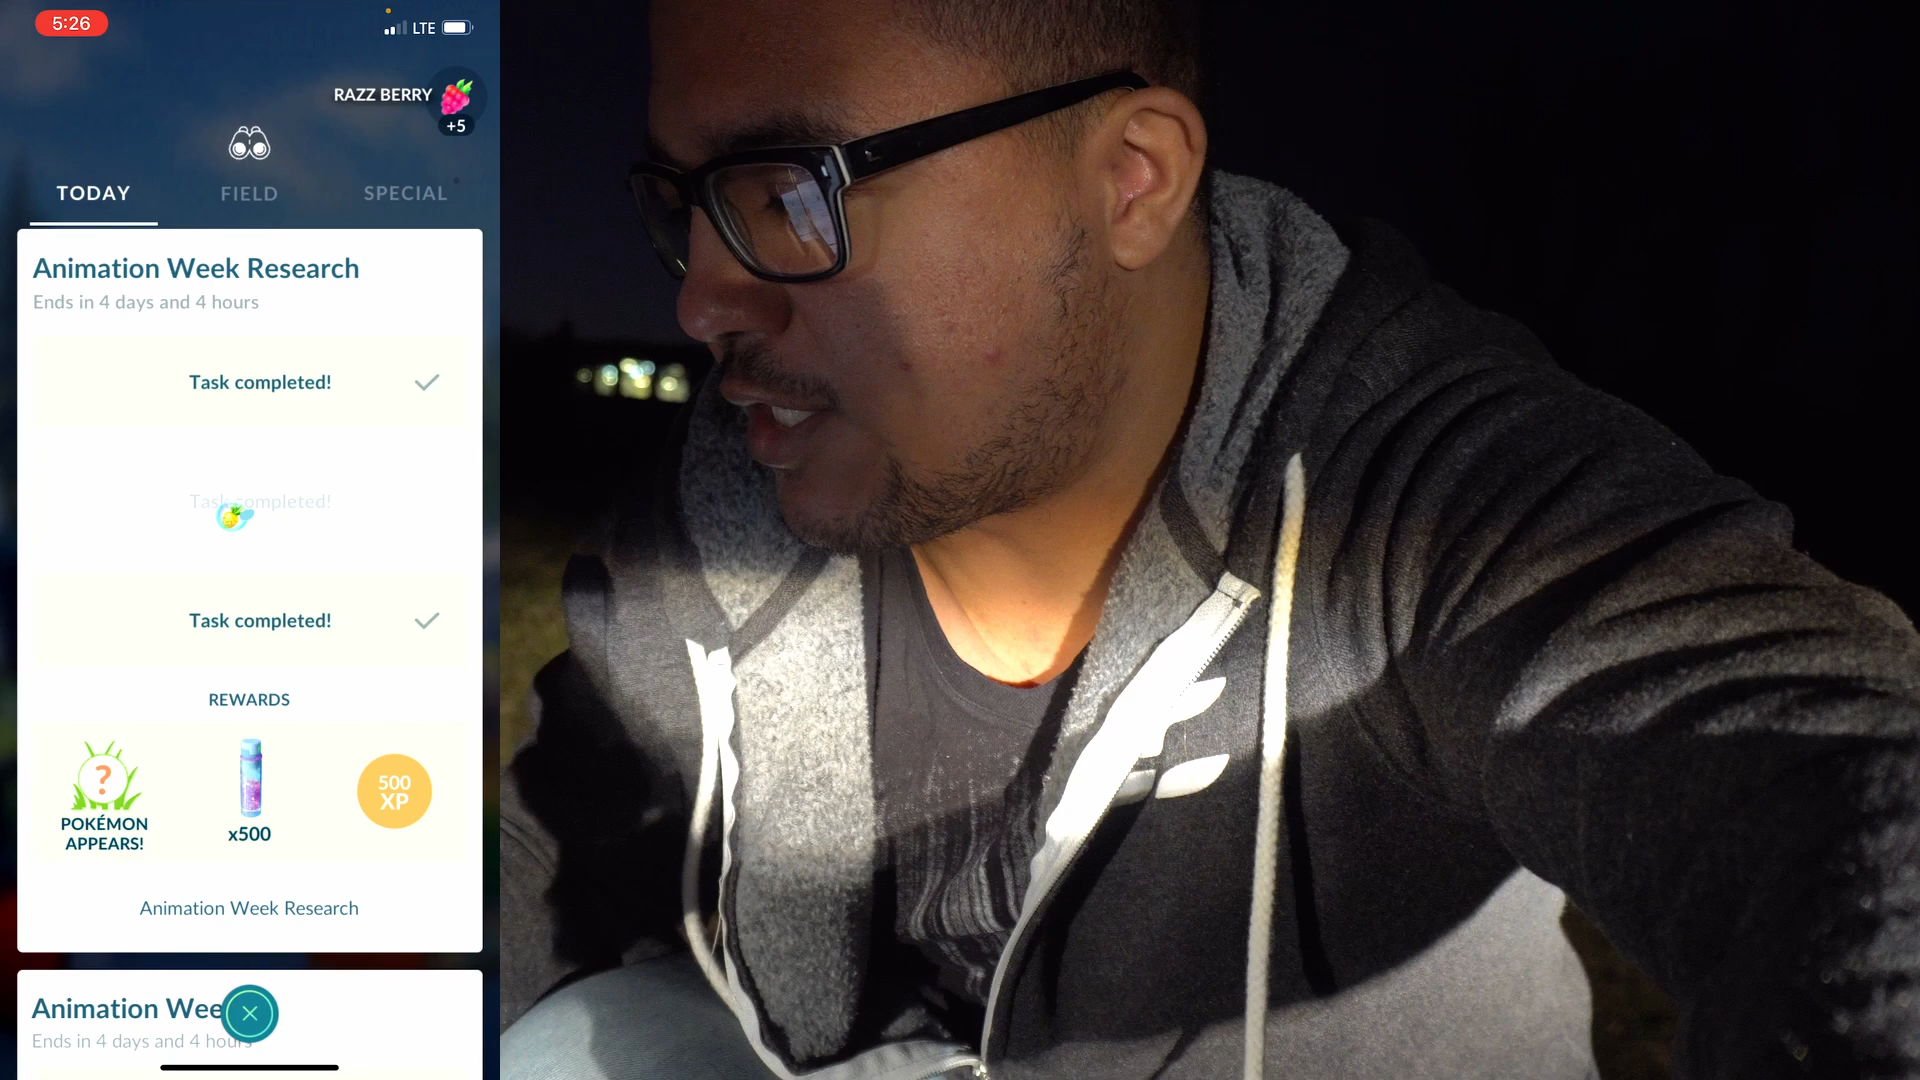 5:26
LTE
RAZZ BERRY
+5
TODAY
FIELD
SPECIAL
Animation Week Research
Ends in 4 days and 4 hours
Task completed!
Task completed!
Task completed!
REWARDS
?
POKÉMON
APPEARS!
x500
500
XP
Animation Week Research
Animation Wee
Ends in 4 days and 4 hours